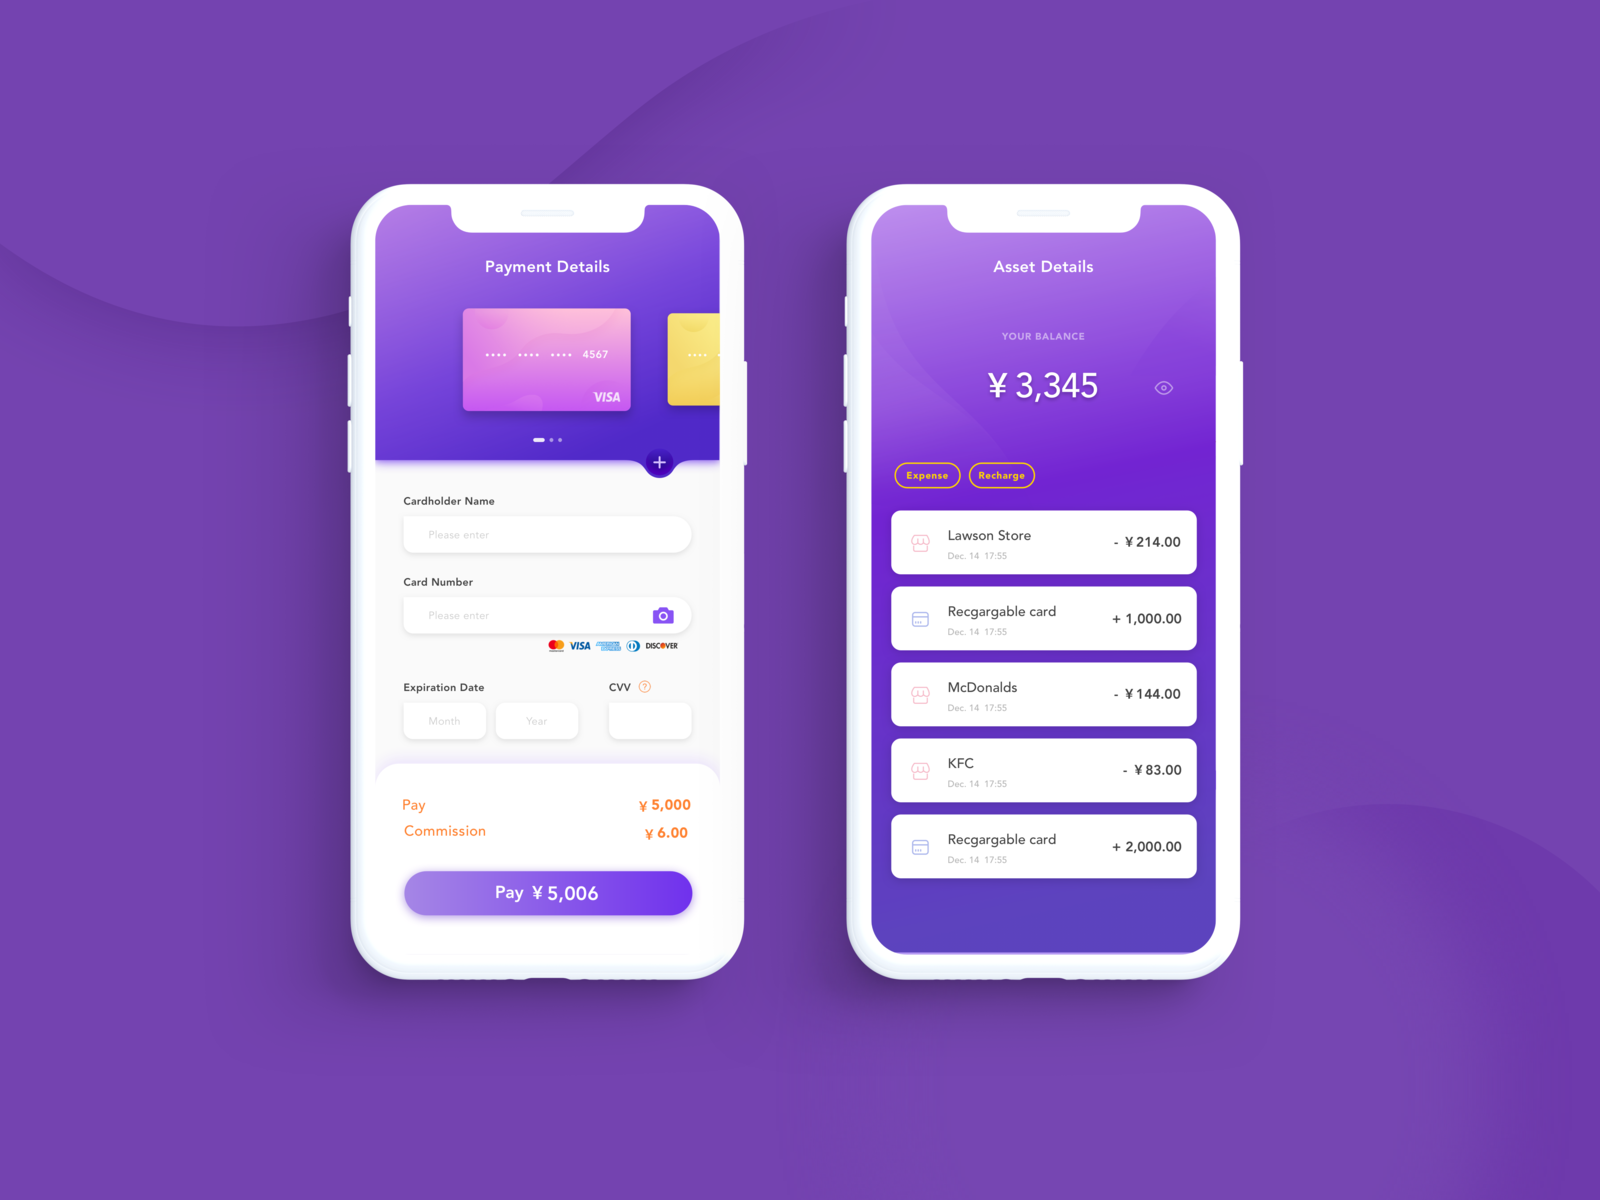 Payment Details
•••• •••• •••• 4567
VISA
••••
Cardholder Name
Please enter
Card Number
Please enter
VISA
AMERICAN EXPRESS
DISCOVER
Expiration Date
CVV ?
Month
Year
Pay ¥ 5,000
Commission ¥ 6.00
Pay ¥ 5,006
Asset Details
YOUR BALANCE
¥ 3,345
Expense
Recharge
Lawson Store
Dec. 14 17:55
- ¥ 214.00
Recgargable card
Dec. 14 17:55
+ 1,000.00
McDonalds
Dec. 14 17:55
- ¥ 144.00
KFC
Dec. 14 17:55
- ¥ 83.00
Recgargable card
Dec. 14 17:55
+ 2,000.00